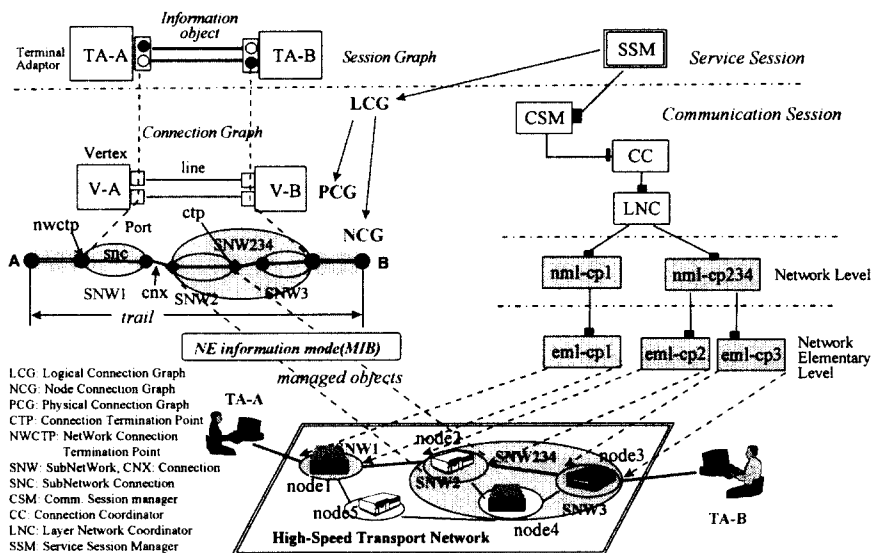 Information
object
Terminal
Adaptor
TA-A
TA-B
Session Graph
SSM
Service Session
LCG
CSM
Communication Session
Connection Graph
Vertex
line
V-A
V-B
PCG
CC
LNC
ctp
nwctp
Port
NCG
SNW234
A
snc
B
SNW1
cnx
SNW2
SNW3
trail
nml-cp1
nml-cp234
Network Level
NE information mode(MIB)
eml-cp1
eml-cp2
eml-cp3
Network
Elementary
Level
managed objects
LCG: Logical Connection Graph
NCG: Node Connection Graph
PCG: Physical Connection Graph
CTP: Connection Termination Point
NWCTP: NetWork Connection
Termination Point
SNW: SubNetWork, CNX: Connection
SNC: SubNetwork Connection
CSM: Comm. Session manager
CC: Connection Coordinator
LNC: Layer Network Coordinator
SSM: Service Session Manager
TA-A
SNW1
node2
SNW234
node3
node1
SNW2
node5
SNW3
node4
TA-B
High-Speed Transport Network